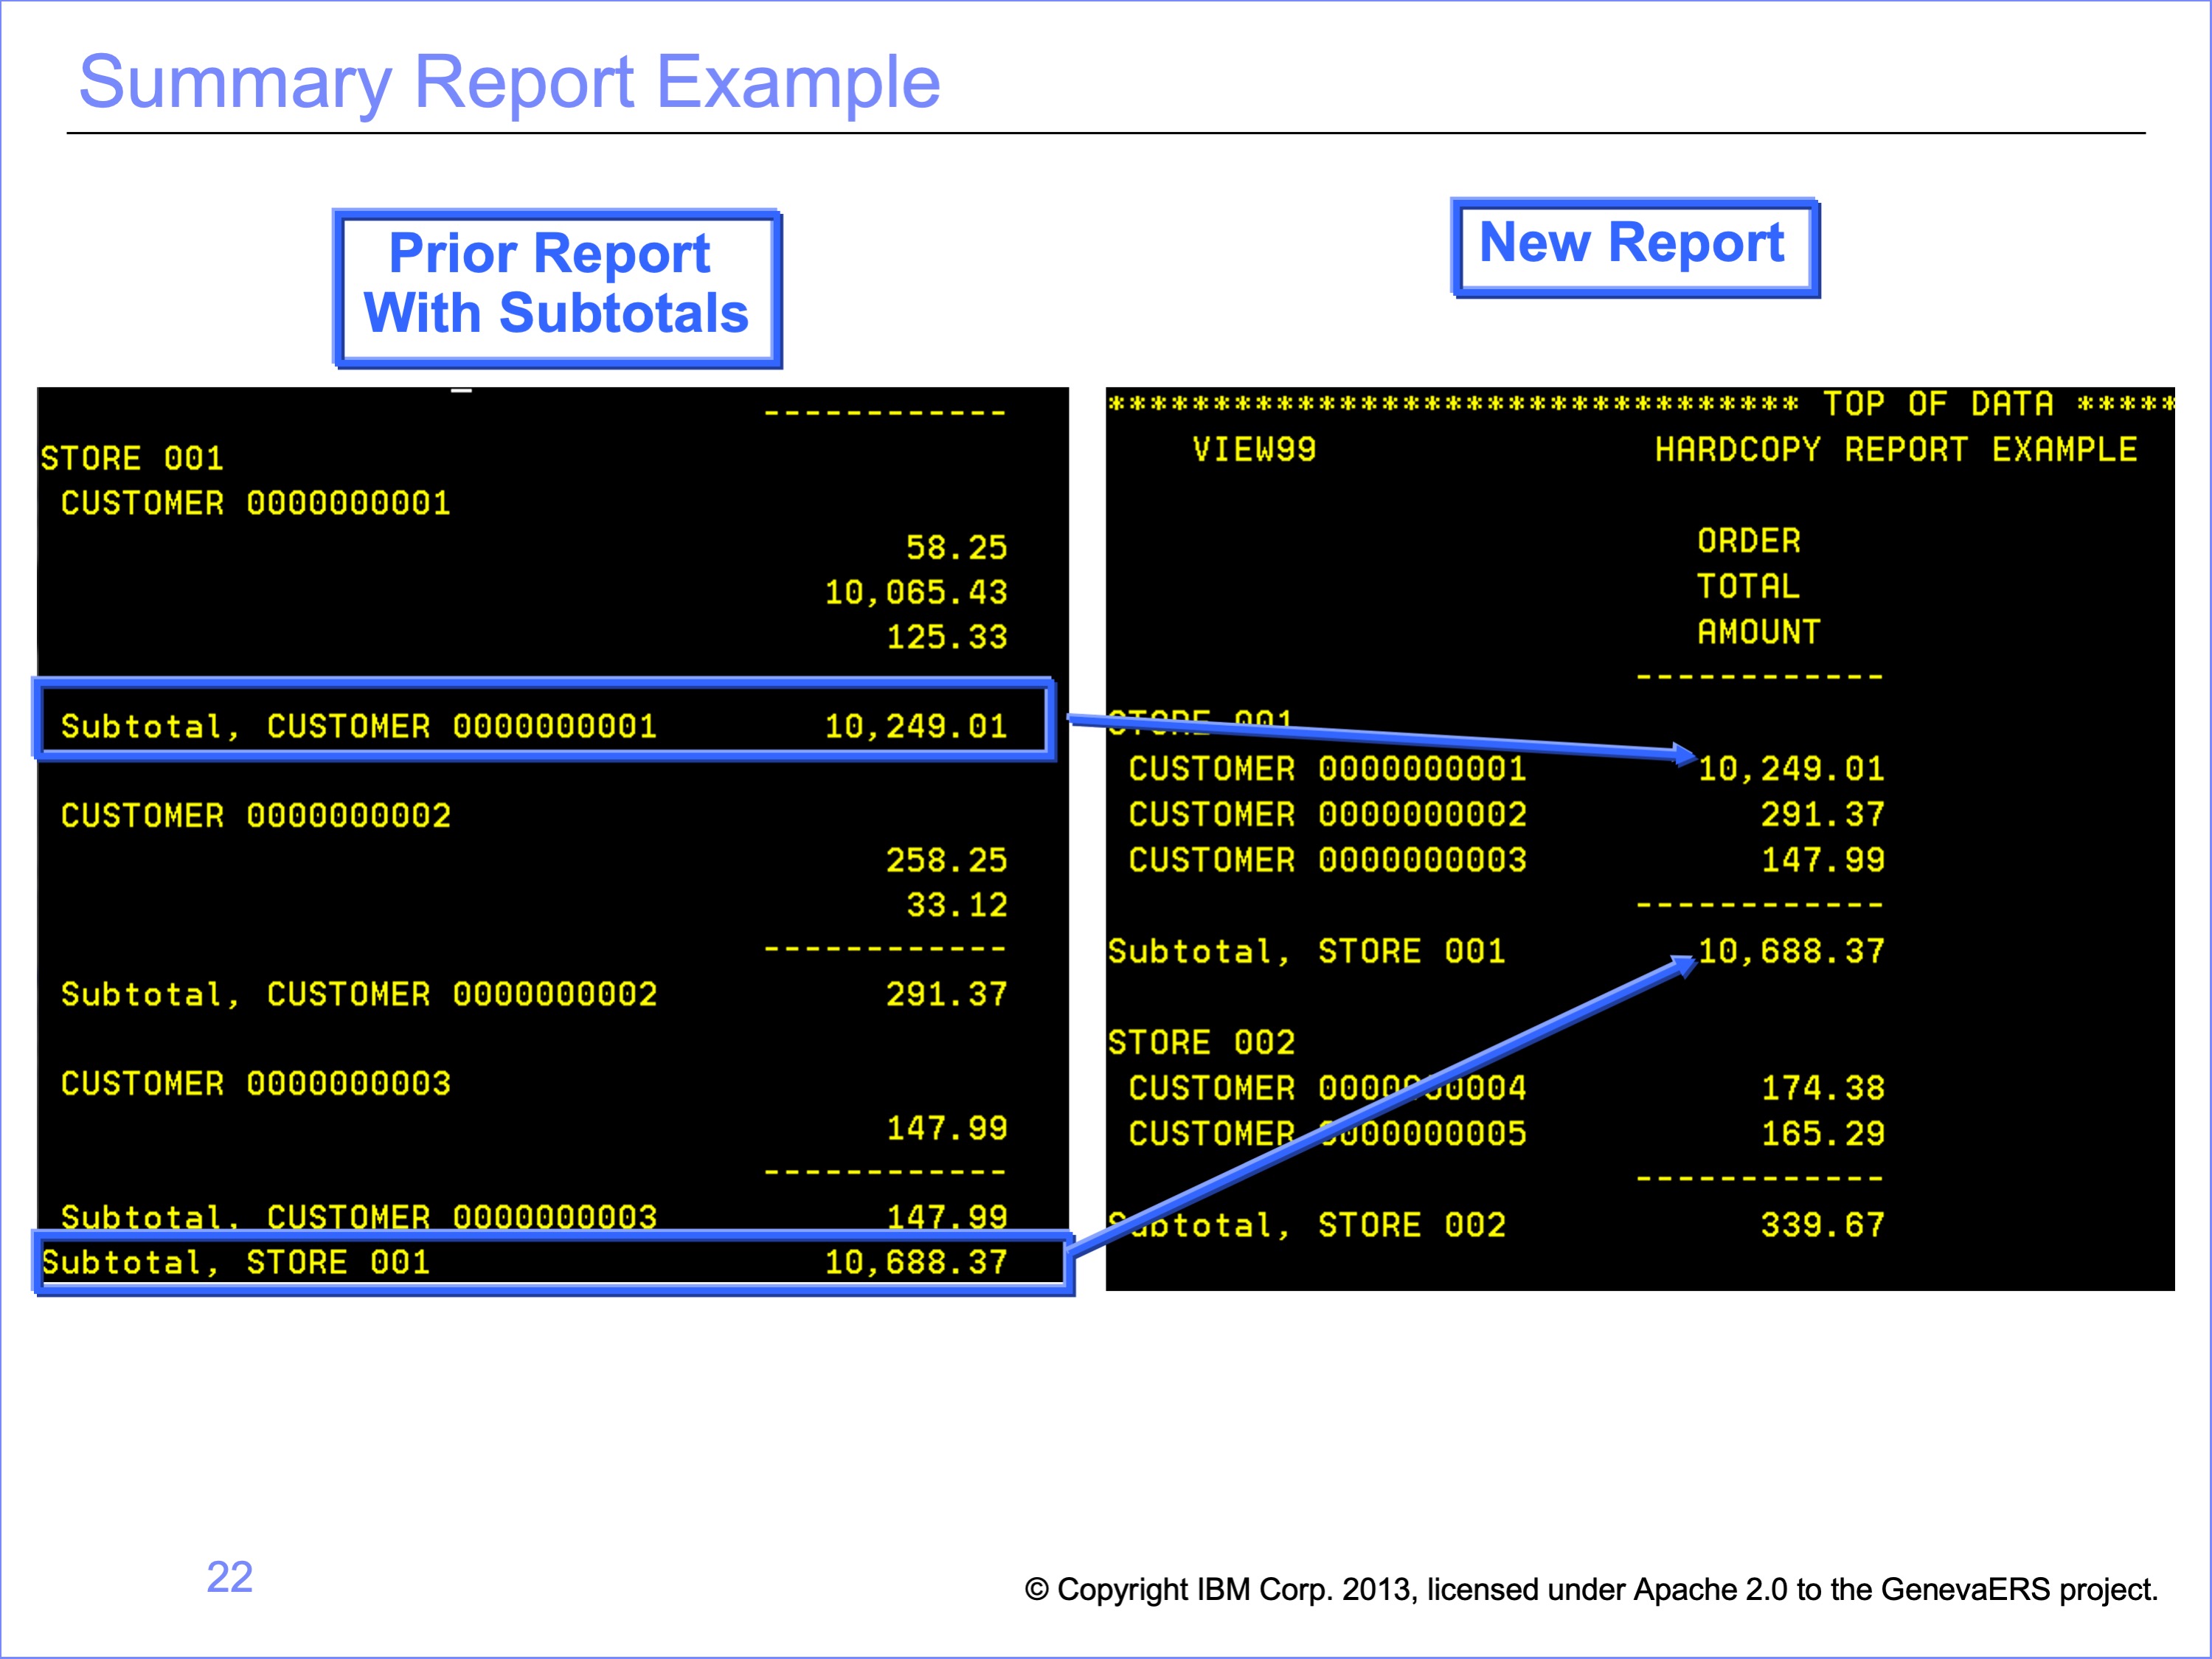 Summary Report Example
Prior Report
With Subtotals
New Report
------------
STORE 001
CUSTOMER 0000000001
58.25
10,065.43
125.33
Subtotal, CUSTOMER 0000000001 10,249.01
CUSTOMER 0000000002
258.25
33.12
------------
Subtotal, CUSTOMER 0000000002 291.37
CUSTOMER 0000000003
147.99
------------
Subtotal, CUSTOMER 0000000003 147.99
Subtotal, STORE 001 10,688.37
********************************* TOP OF DATA *****
VIEW99 HARDCOPY REPORT EXAMPLE
ORDER
TOTAL
AMOUNT
------------
STORE 001
CUSTOMER 0000000001 10,249.01
CUSTOMER 0000000002 291.37
CUSTOMER 0000000003 147.99
------------
Subtotal, STORE 001 10,688.37
STORE 002
CUSTOMER 0000000004 174.38
CUSTOMER 0000000005 165.29
------------
Subtotal, STORE 002 339.67
22
© Copyright IBM Corp. 2013, licensed under Apache 2.0 to the GenevaERS project.